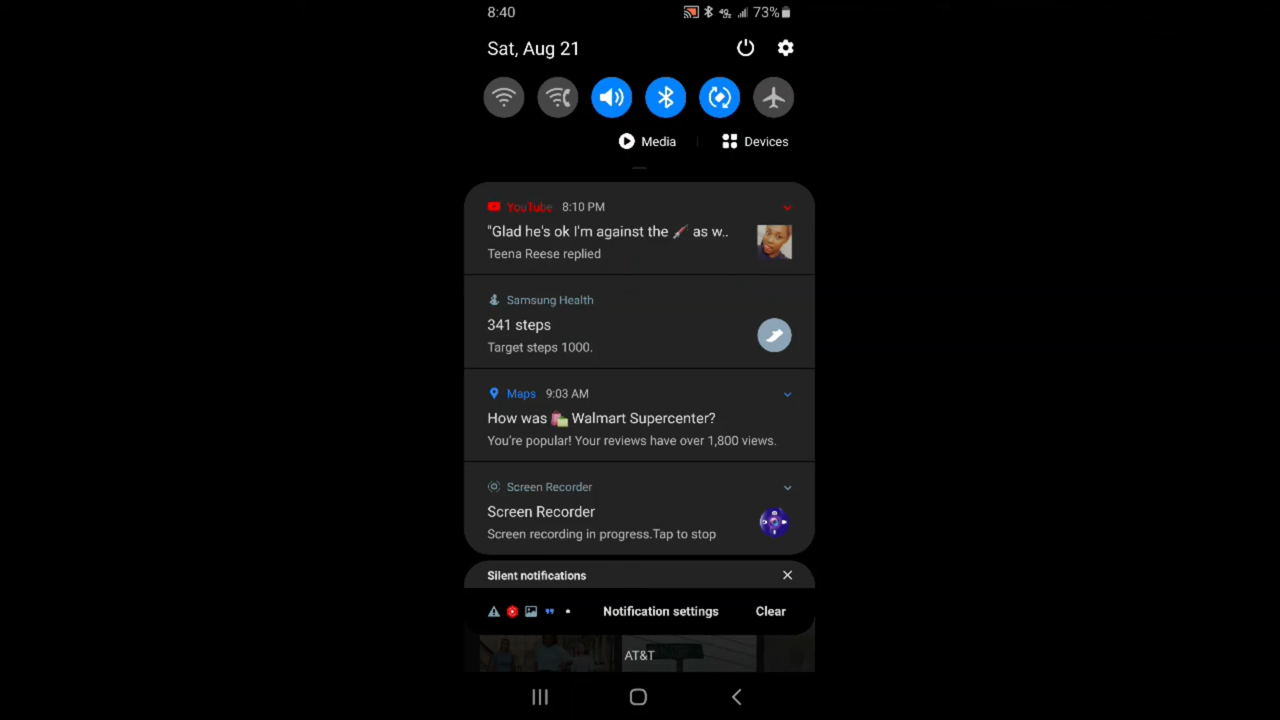 8:40 73%
Sat, Aug 21
Media Devices
YouTube 8:10 PM
"Glad he's ok I'm against the 💉 as w..
Teena Reese replied
Samsung Health
341 steps
Target steps 1000.
Maps 9:03 AM
How was 🛍️ Walmart Supercenter?
You're popular! Your reviews have over 1,800 views.
Screen Recorder
Screen Recorder
Screen recording in progress.Tap to stop
Silent notifications
Notification settings Clear
AT&T